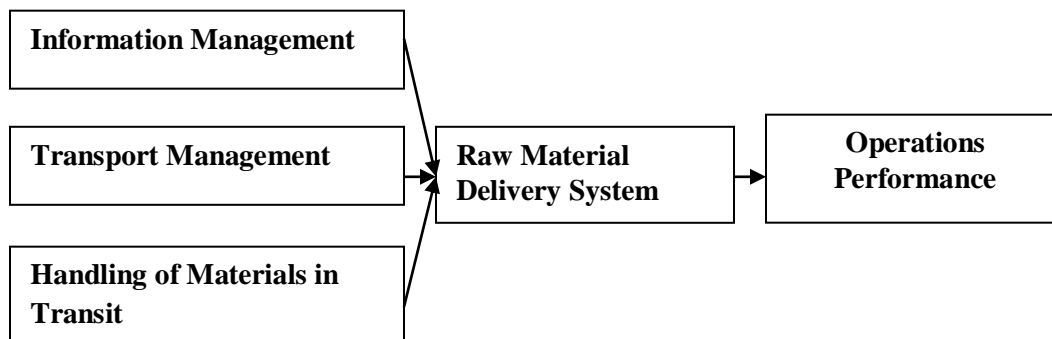 Information Management
Transport Management
Handling of Materials in
Transit
Raw Material
Delivery System
Operations
Performance